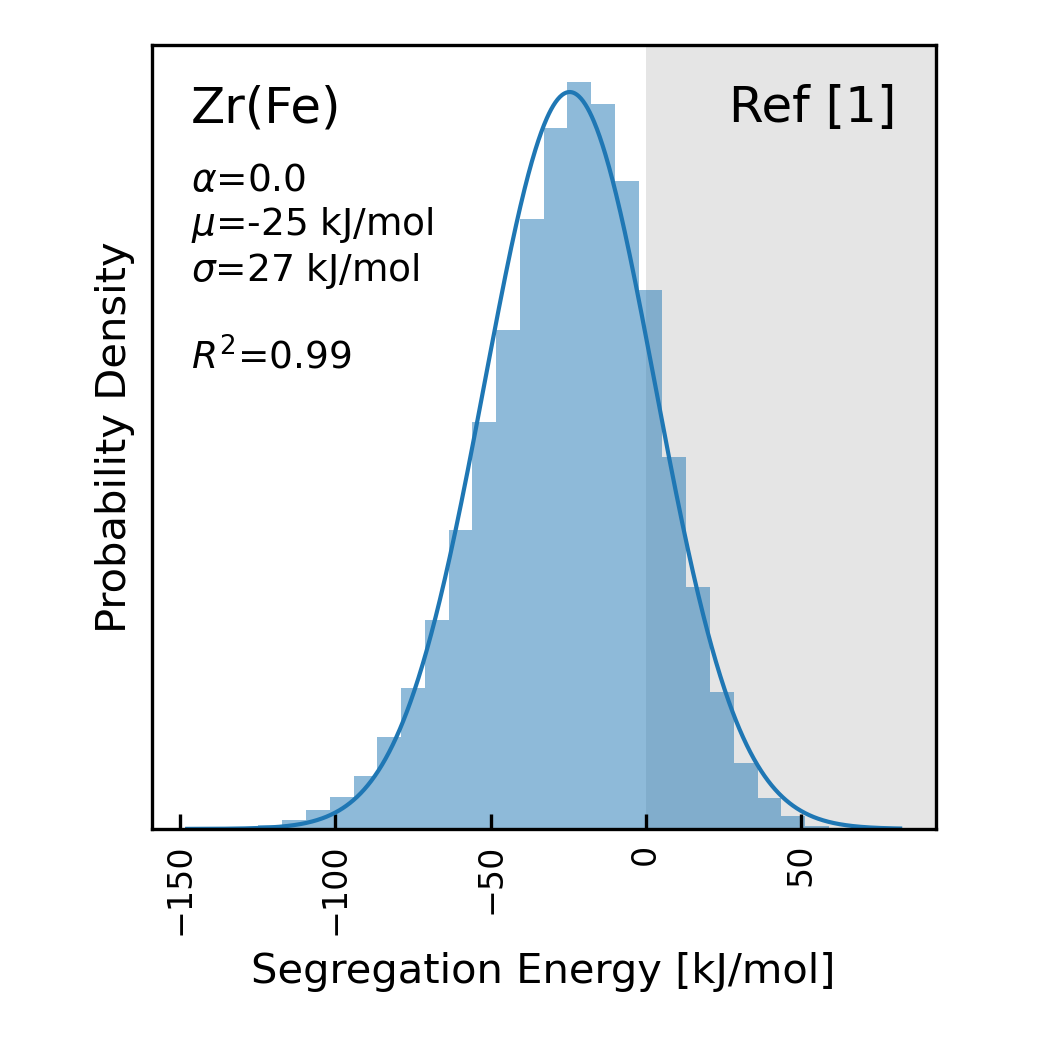 Zr(Fe)
Ref [1]
α=0.0
μ=-25 kJ/mol
σ=27 kJ/mol
R²=0.99
Probability Density
−150
−100
−50
0
50
Segregation Energy [kJ/mol]